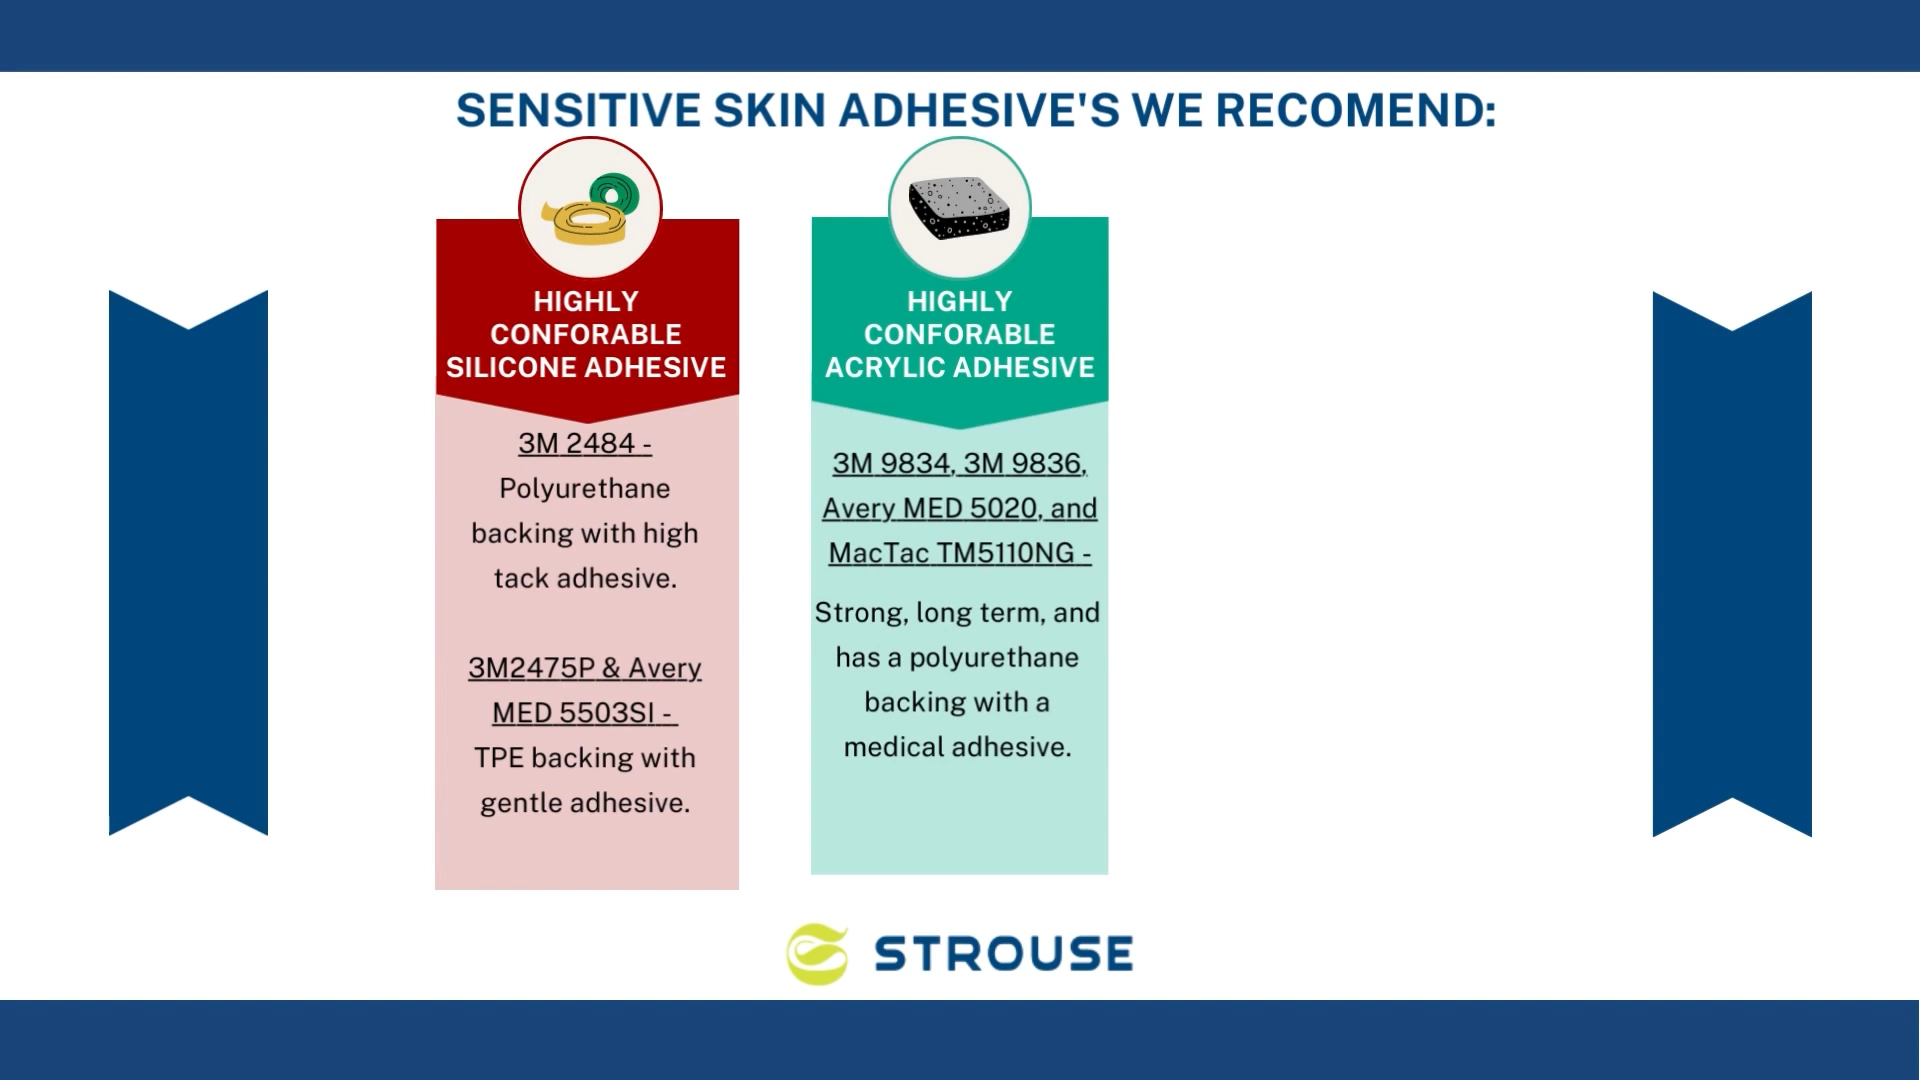 SENSITIVE SKIN ADHESIVE'S WE RECOMEND:
HIGHLY
CONFORABLE
SILICONE ADHESIVE
3M 2484 -
Polyurethane
backing with high
tack adhesive.
3M2475P & Avery
MED 5503SI -
TPE backing with
gentle adhesive.
HIGHLY
CONFORABLE
ACRYLIC ADHESIVE
3M 9834, 3M 9836,
Avery MED 5020, and
MacTac TM5110NG -
Strong, long term, and
has a polyurethane
backing with a
medical adhesive.
STROUSE